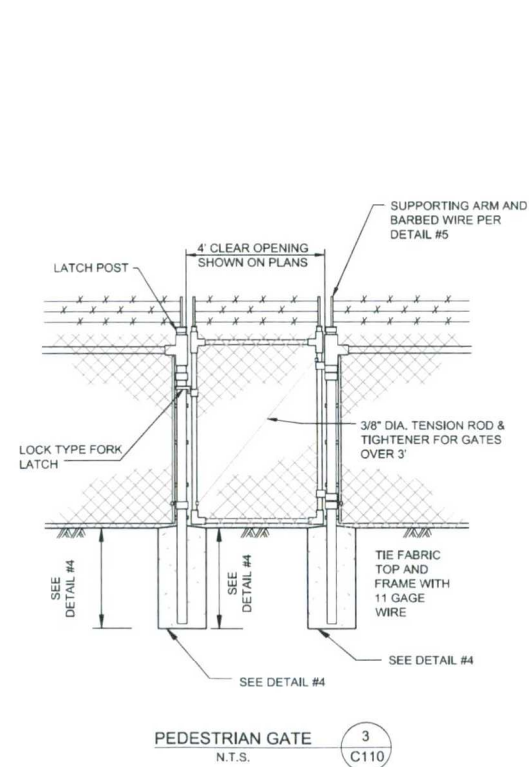 SUPPORTING ARM AND
BARBED WIRE PER
DETAIL #5
4' CLEAR OPENING
SHOWN ON PLANS
LATCH POST
3/8" DIA. TENSION ROD &
TIGHTENER FOR GATES
OVER 3'
LOCK TYPE FORK
LATCH
SEE
DETAIL #4
SEE
DETAIL #4
TIE FABRIC
TOP AND
FRAME WITH
11 GAGE
WIRE
SEE DETAIL #4
SEE DETAIL #4
PEDESTRIAN GATE
N.T.S.
3
C110